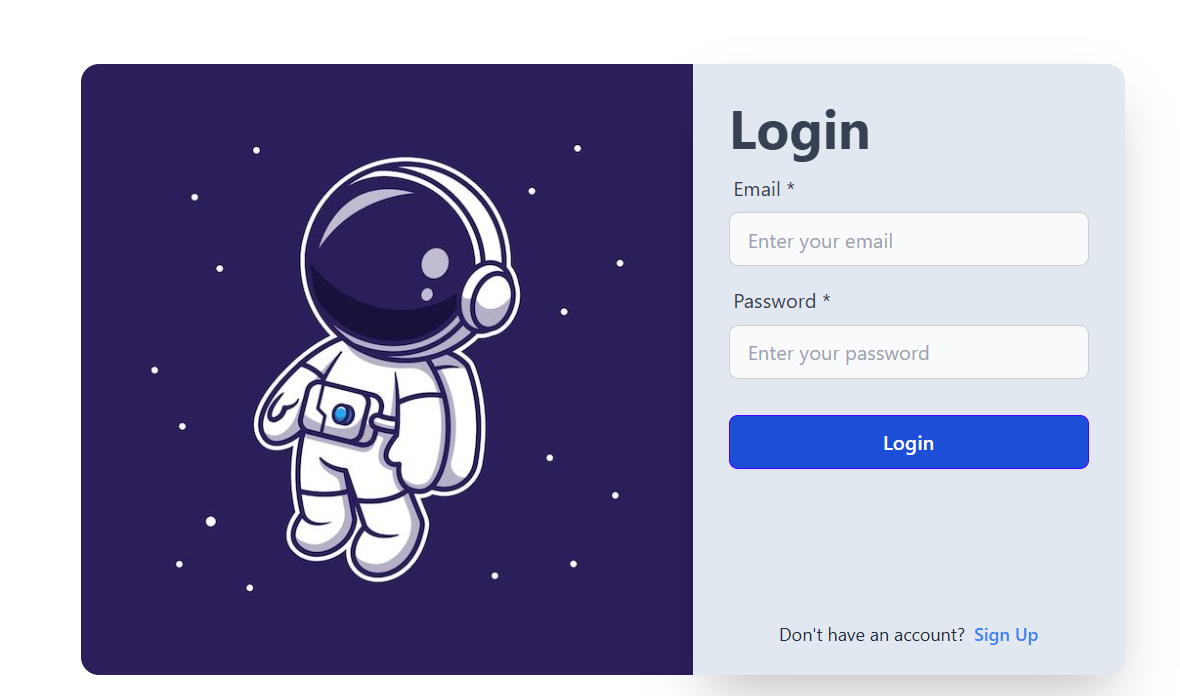 Login
Email *
Enter your email
Password *
Enter your password
Login
Don't have an account? Sign Up